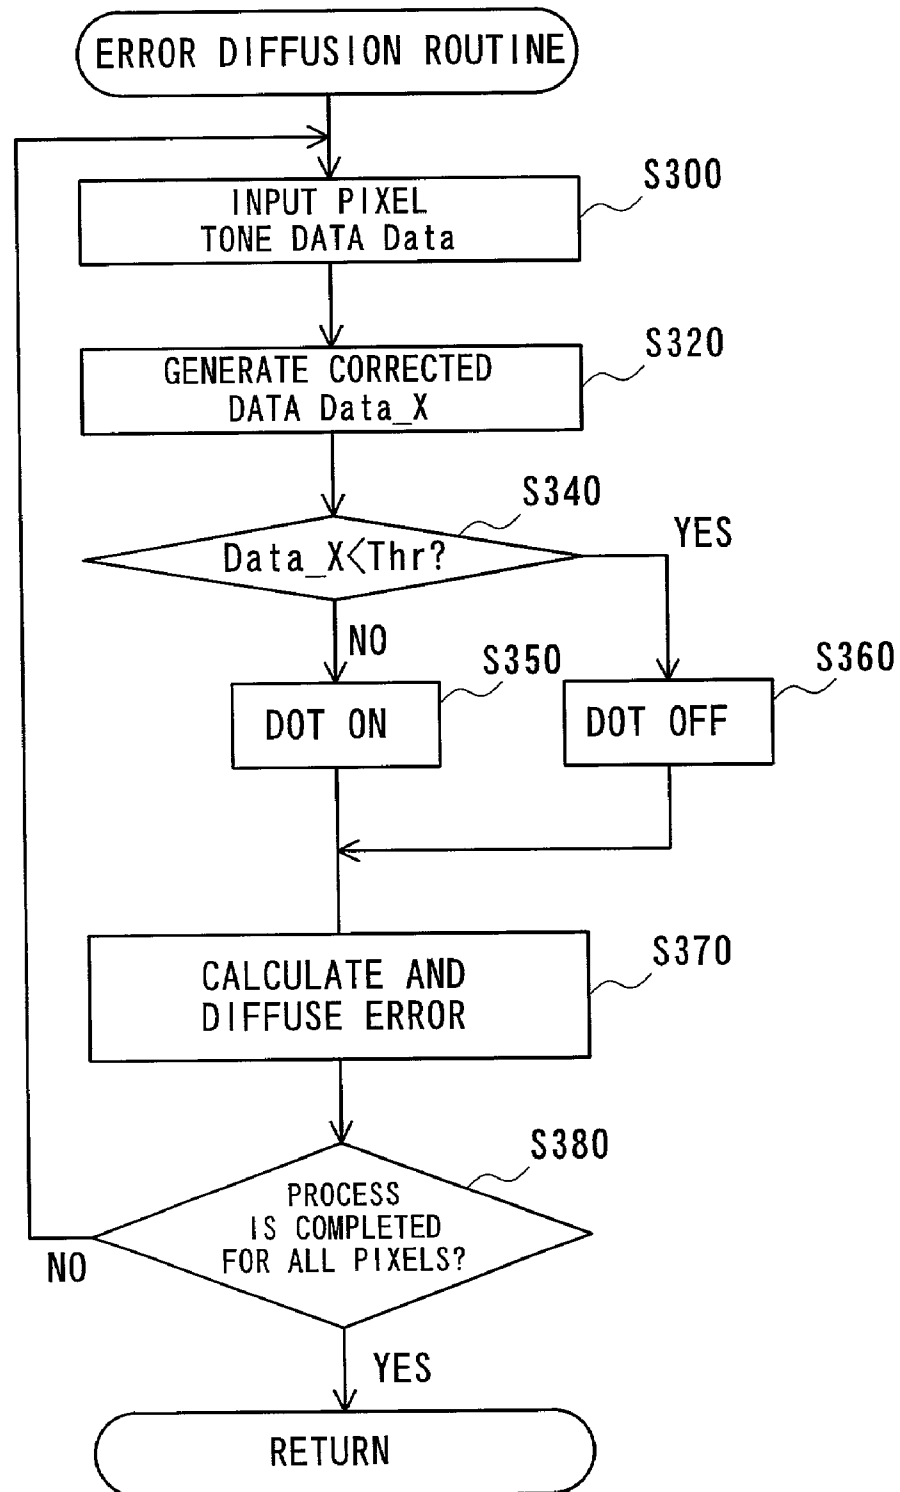 ERROR DIFFUSION ROUTINE
S300
INPUT PIXEL
TONE DATA Data
S320
GENERATE CORRECTED
DATA Data_X
S340
Data_X<Thr?
YES
NO
S350
DOT ON
S360
DOT OFF
S370
CALCULATE AND
DIFFUSE ERROR
S380
PROCESS
IS COMPLETED
FOR ALL PIXELS?
NO
YES
RETURN